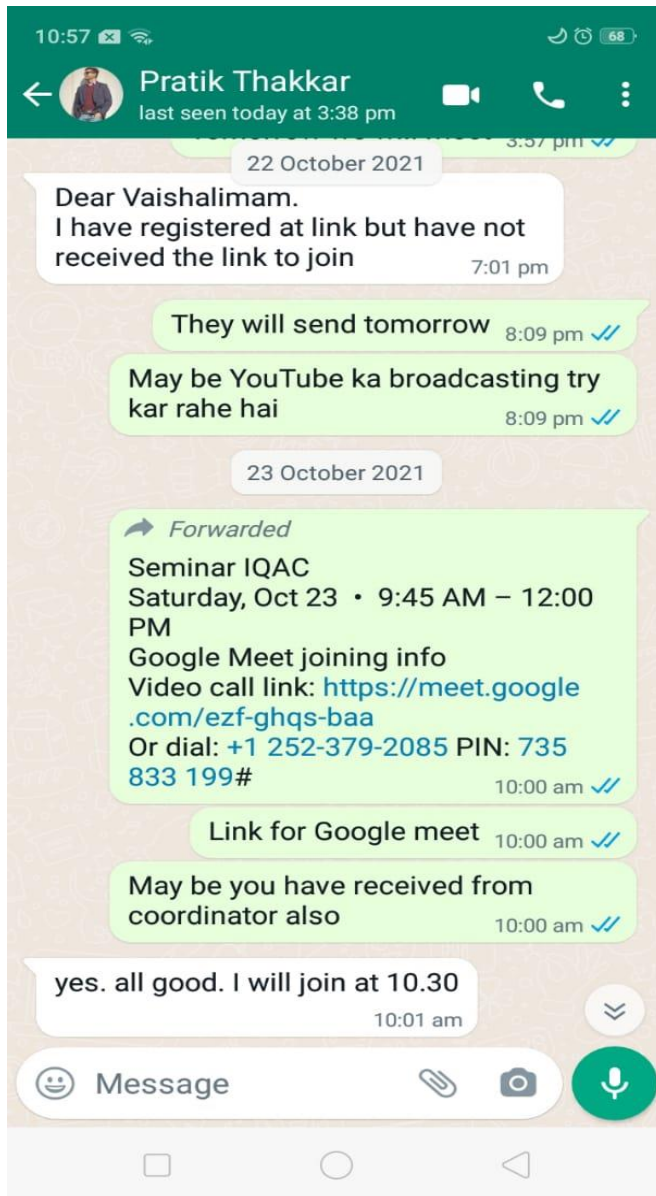 10:57
68
Pratik Thakkar
last seen today at 3:38 pm
3:57 pm
22 October 2021
Dear Vaishalimam.
I have registered at link but have not
received the link to join
7:01 pm
They will send tomorrow 8:09 pm
May be YouTube ka broadcasting try
kar rahe hai 8:09 pm
23 October 2021
Forwarded
Seminar IQAC
Saturday, Oct 23 · 9:45 AM – 12:00
PM
Google Meet joining info
Video call link: https://meet.google
.com/ezf-ghqs-baa
Or dial: +1 252-379-2085 PIN: 735
833 199#
10:00 am
Link for Google meet 10:00 am
May be you have received from
coordinator also 10:00 am
yes. all good. I will join at 10.30
10:01 am
Message